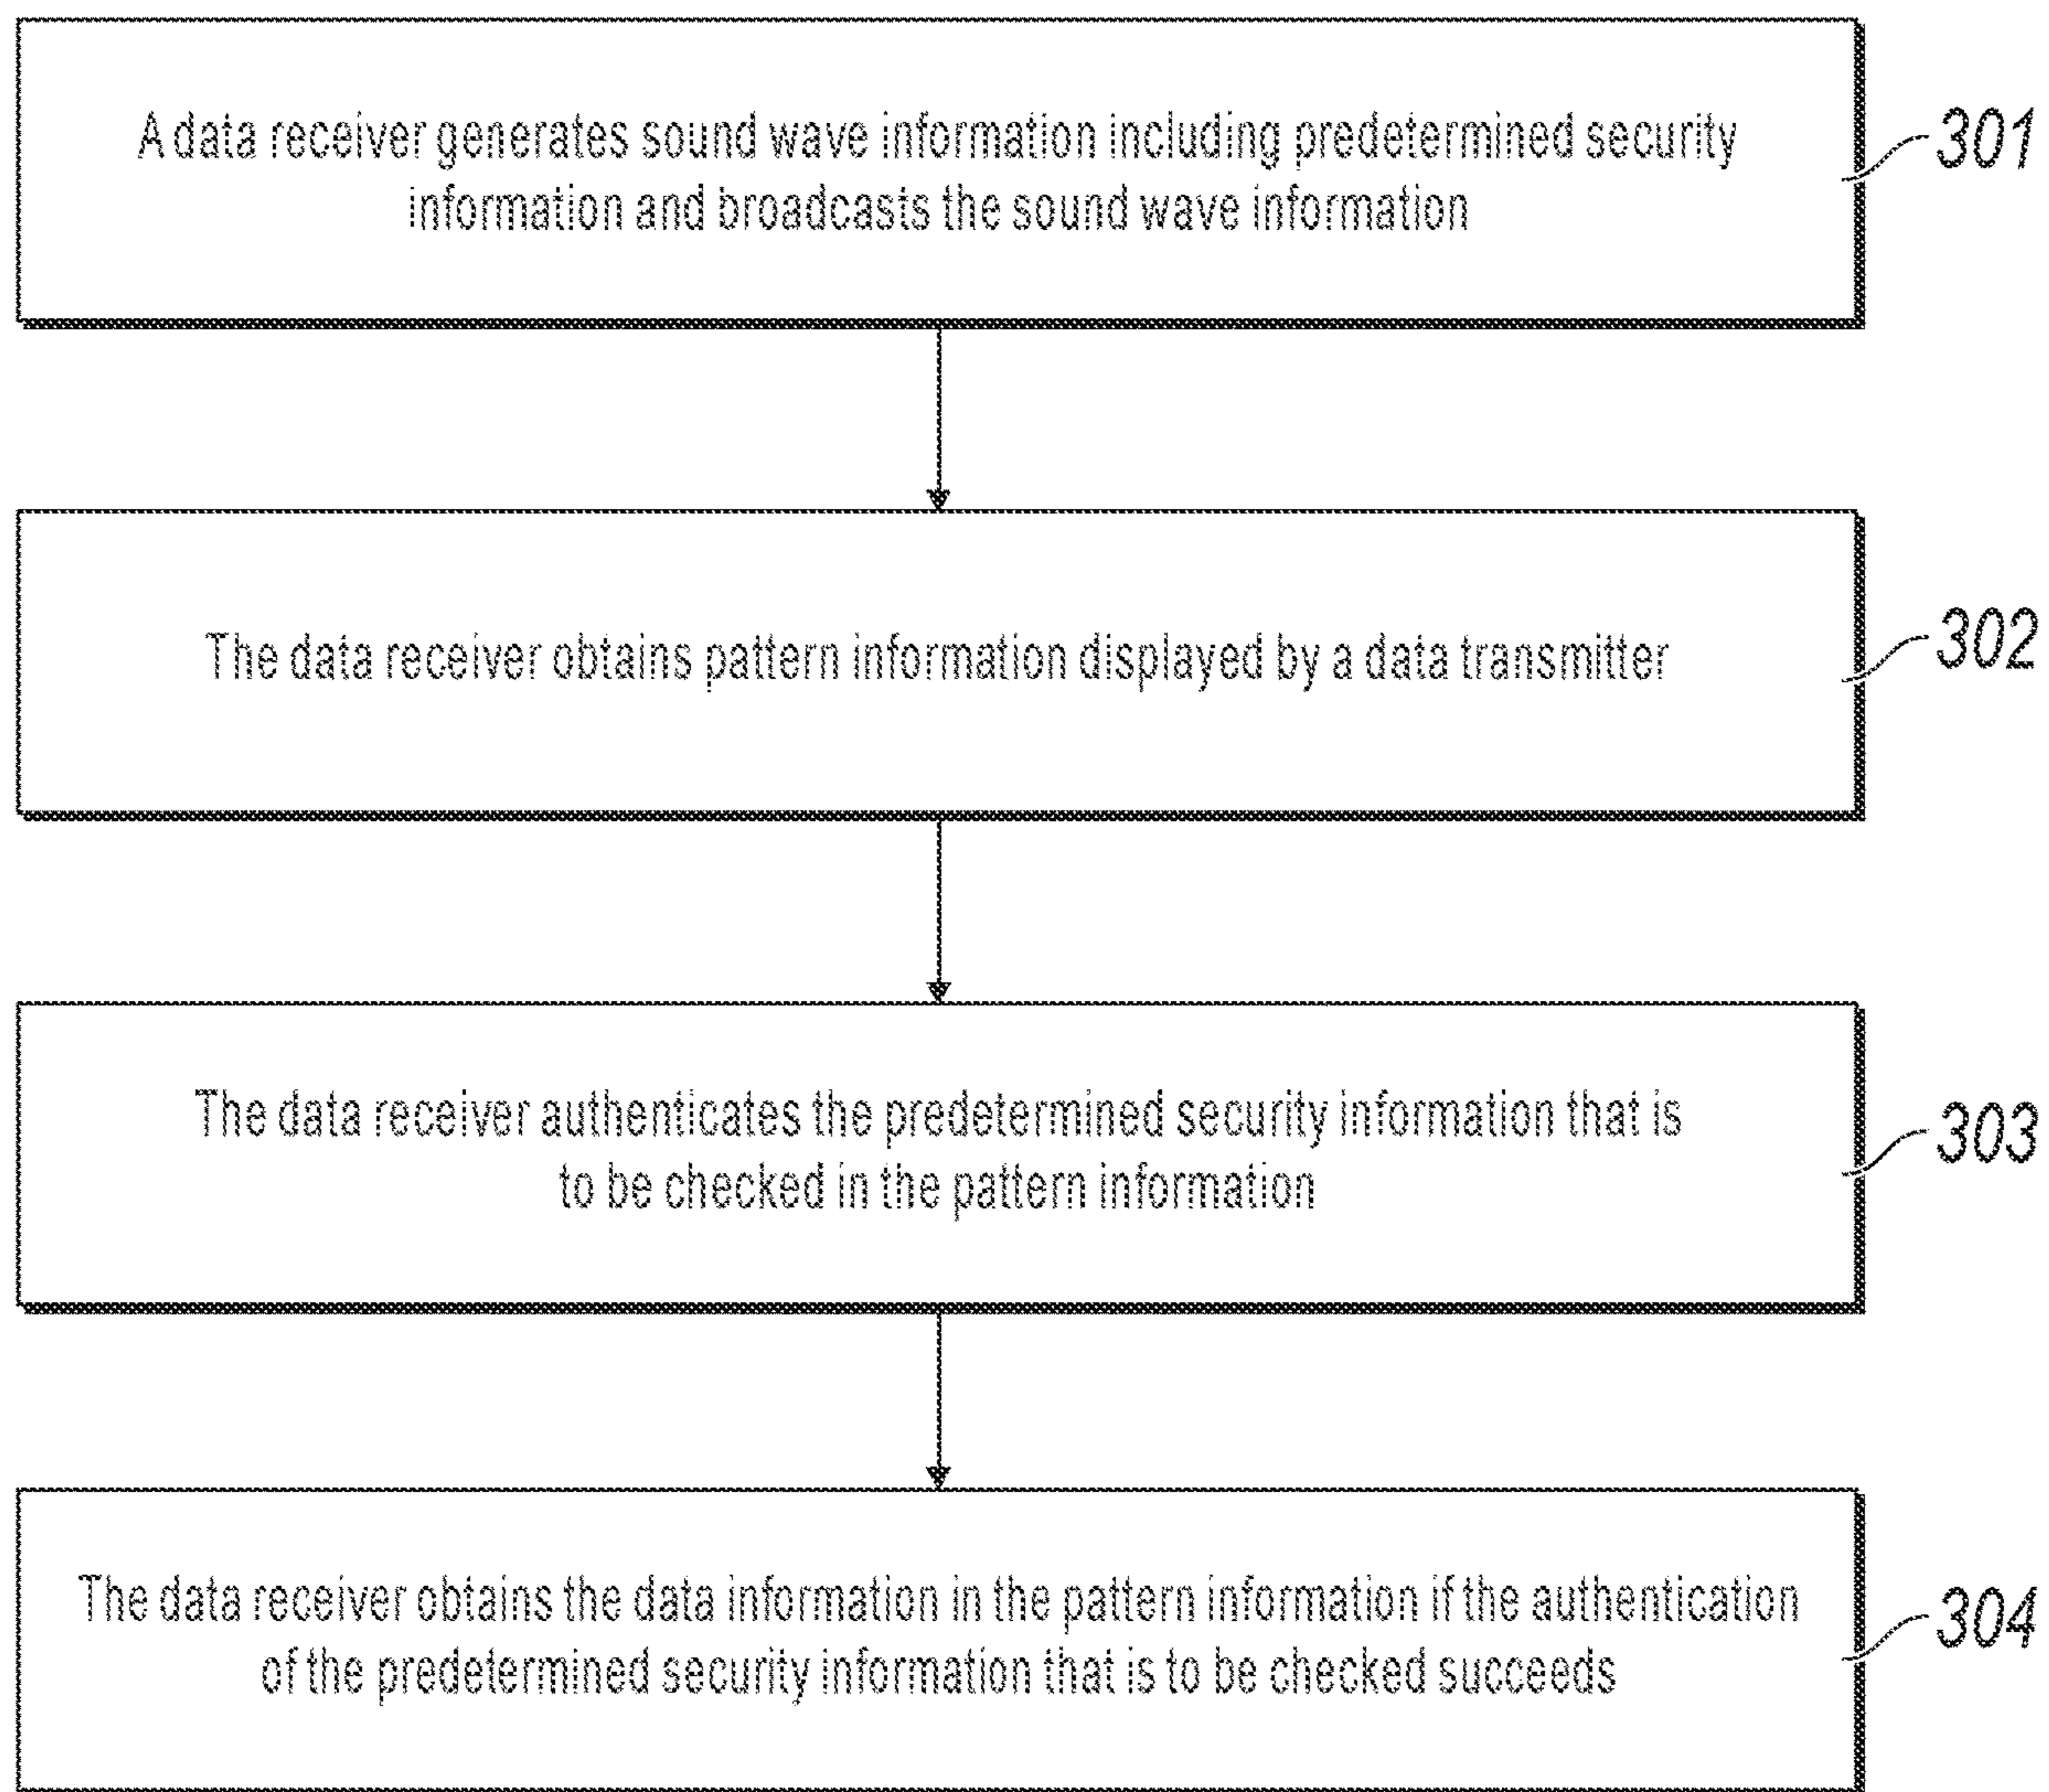 A data receiver generates sound wave information including predetermined security
information and broadcasts the sound wave information
301
The data receiver obtains pattern information displayed by a data transmitter
302
The data receiver authenticates the predetermined security information that is
to be checked in the pattern information
303
The data receiver obtains the data information in the pattern information if the authentication
of the predetermined security information that is to be checked succeeds
304